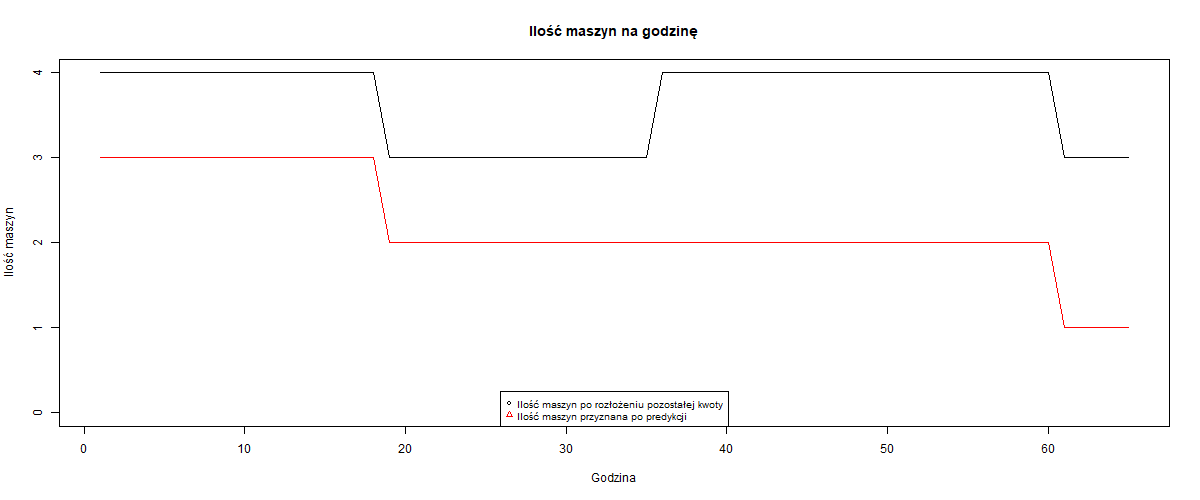 Ilość maszyn na godzinę
Ilość maszyn
4
3
2
1
0
Ilość maszyn po rozłożeniu pozostałej kwoty
Ilość maszyn przyznana po predykcji
0 10 20 30 40 50 60
Godzina